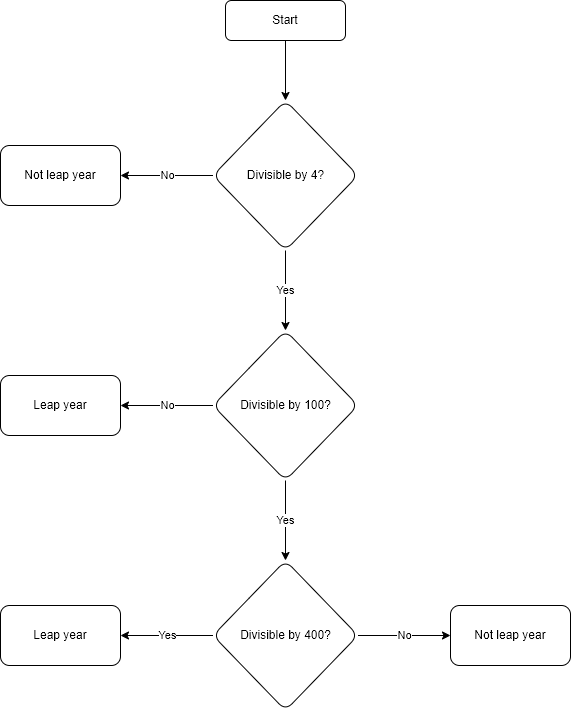 Start
Divisible by 4?
No
Not leap year
Yes
Divisible by 100?
No
Leap year
Yes
Divisible by 400?
Yes
Leap year
No
Not leap year